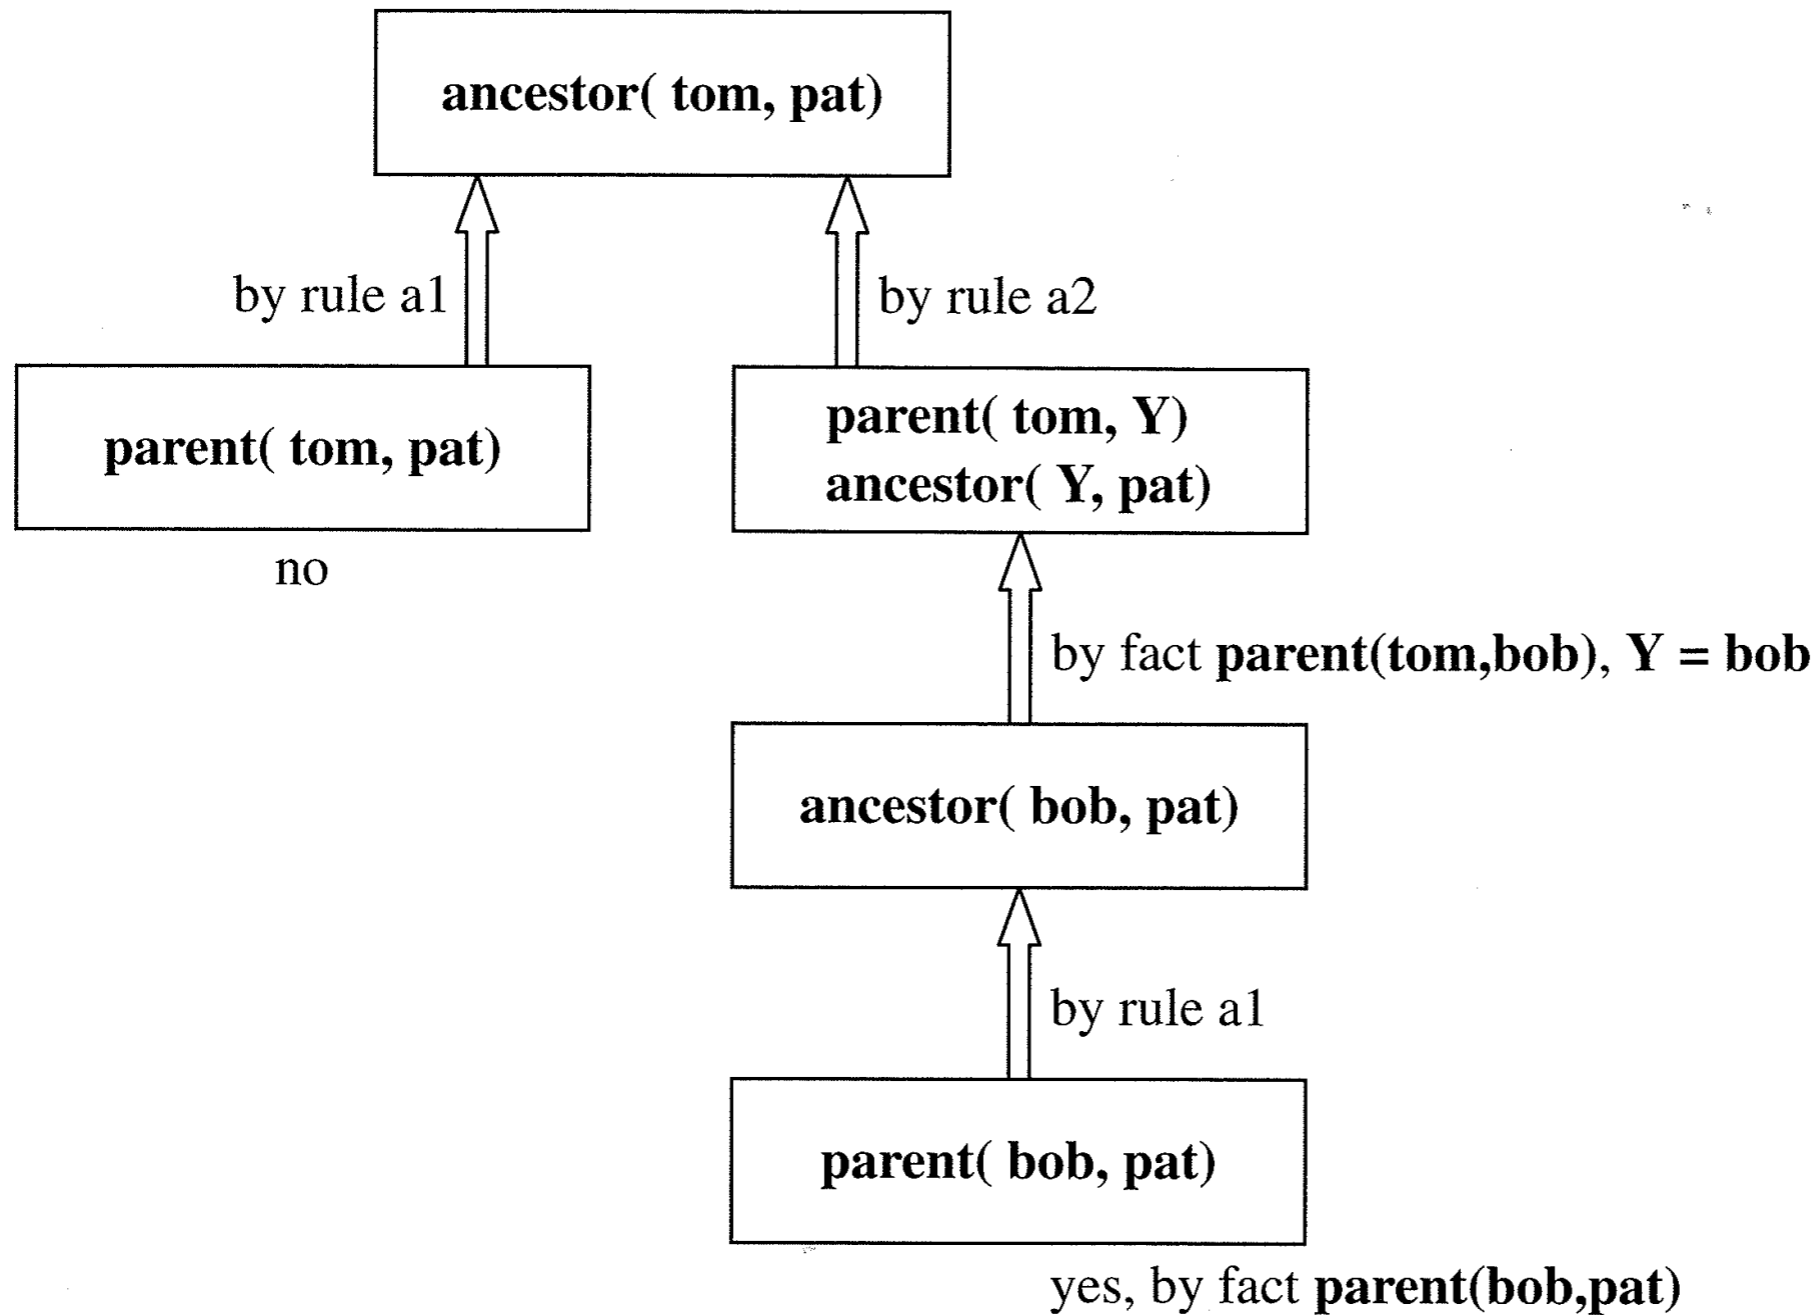 ancestor( tom, pat)
by rule a1
by rule a2
parent( tom, pat)
no
parent( tom, Y)
ancestor( Y, pat)
by fact parent(tom,bob), Y = bob
ancestor( bob, pat)
by rule a1
parent( bob, pat)
yes, by fact parent(bob,pat)